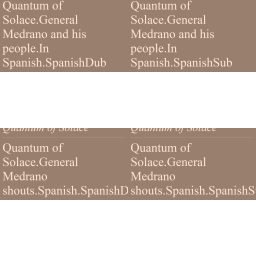 Quantum of
Solace.General
Medrano and his
people.In
Spanish.SpanishDub
Quantum of
Solace.General
Medrano and his
people.In
Spanish.SpanishSub
Quantum of Solace
Quantum of Solace
Quantum of
Solace.General
Medrano
shouts.Spanish.SpanishD
Quantum of
Solace.General
Medrano
shouts.Spanish.SpanishS